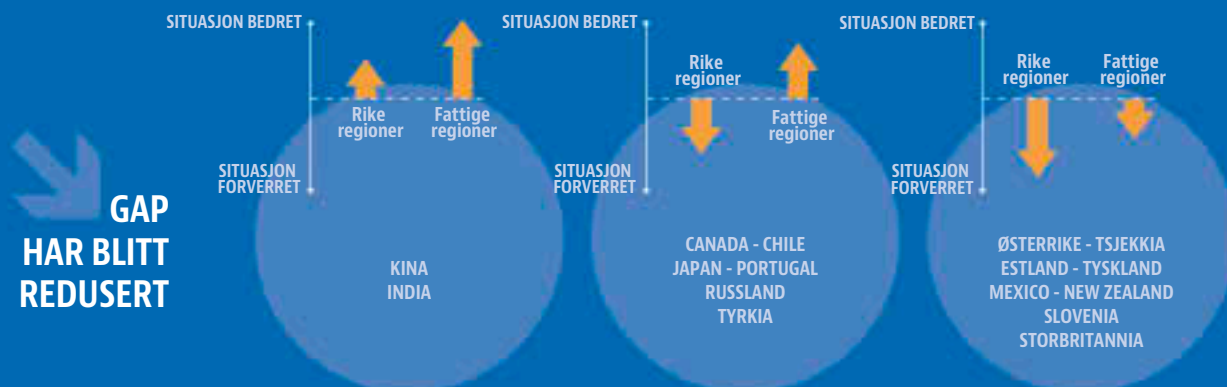 GAP
HAR BLITT
REDUSERT
SITUASJON BEDRET
Rike
regioner
Fattige
regioner
SITUASJON
FORVERRET
KINA
INDIA
SITUASJON BEDRET
Rike
regioner
Fattige
regioner
SITUASJON
FORVERRET
CANADA - CHILE
JAPAN - PORTUGAL
RUSSLAND
TYRKIA
SITUASJON BEDRET
Rike
regioner
Fattige
regioner
SITUASJON
FORVERRET
ØSTERRIKE - TSJEKKIA
ESTLAND - TYSKLAND
MEXICO - NEW ZEALAND
SLOVENIA
STORBRITANNIA